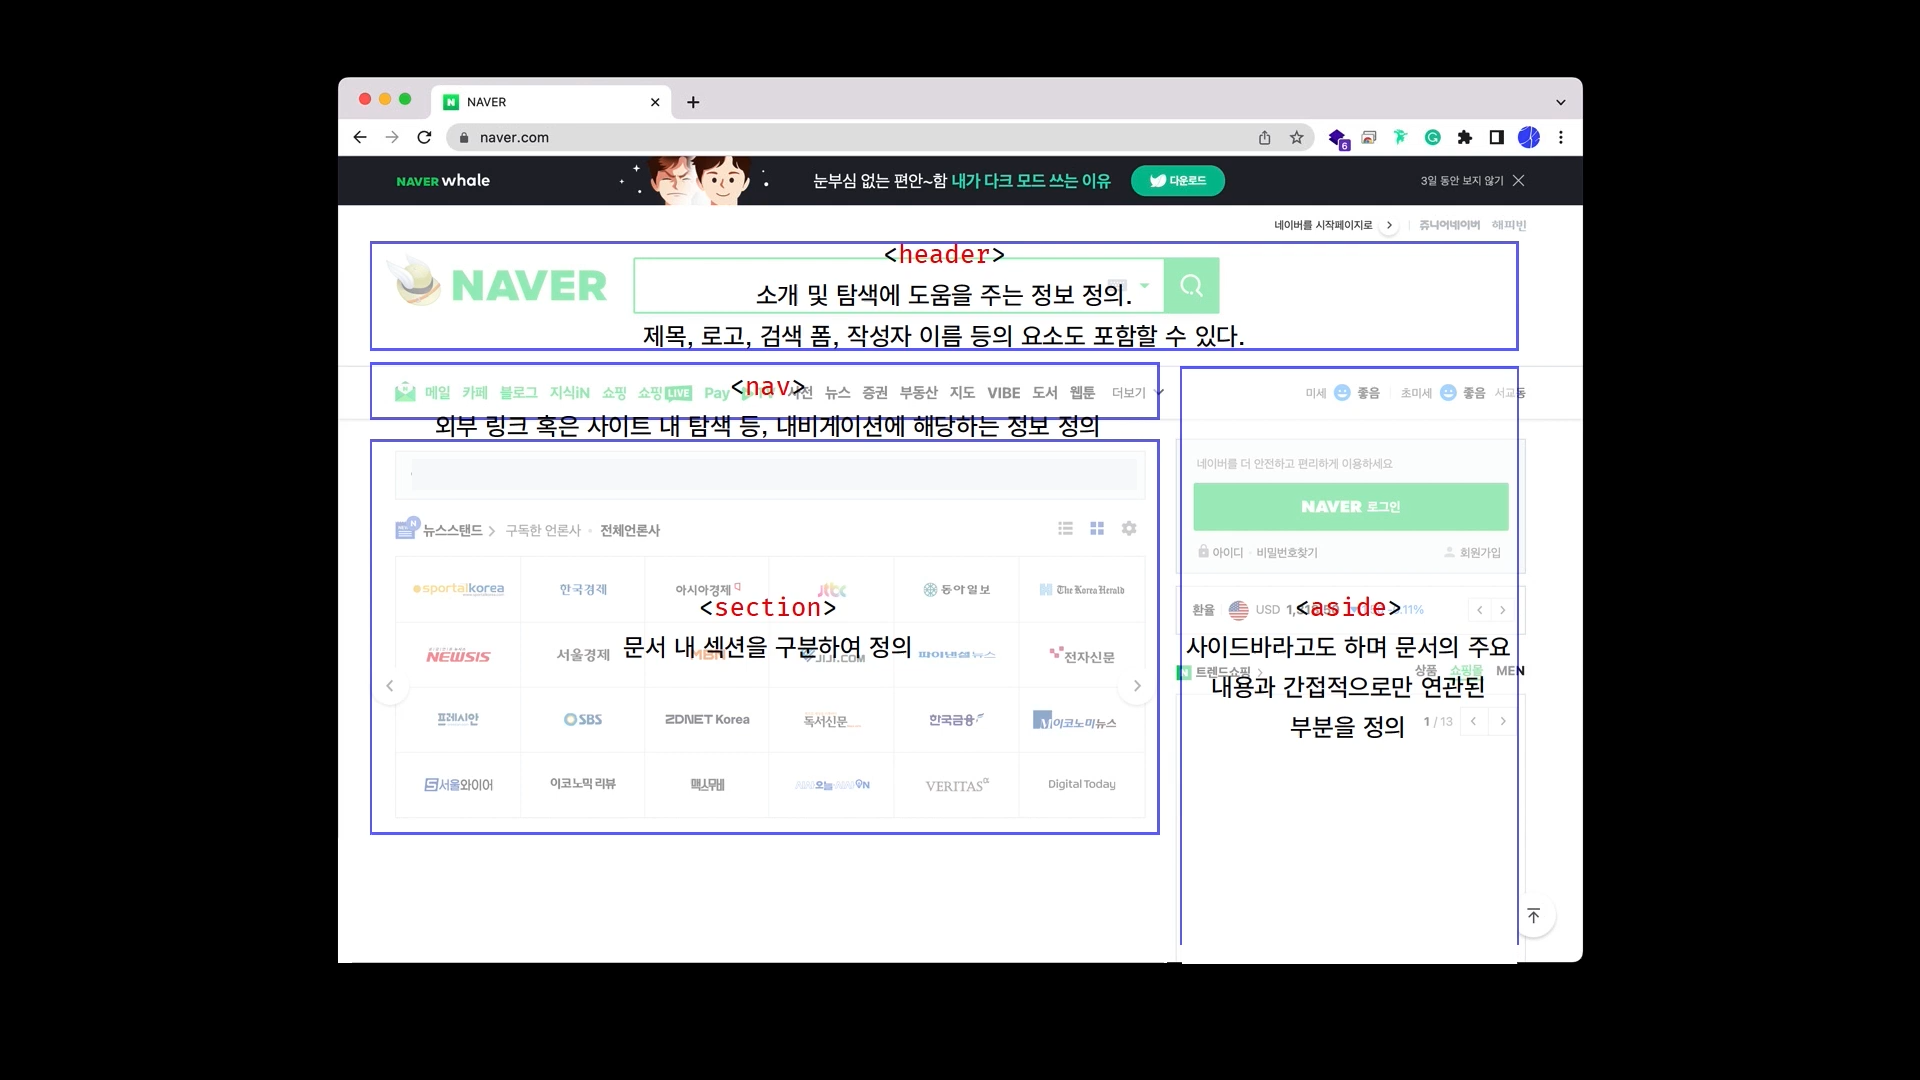 NAVER
naver.com
6
NAVER whale
눈부심 없는 편안~함 내가 다크 모드 쓰는 이유
다운로드
3일 동안 보지 않기
네이버를 시작페이지로
쥬니어네이버 해피빈
<header>
NAVER
소개 및 탐색에 도움을 주는 정보 정의.
제목, 로고, 검색 폼, 작성자 이름 등의 요소도 포함할 수 있다.
<nav>
메일 카페 블로그 지식iN 쇼핑 쇼핑LIVE Pay 사전 뉴스 증권 부동산 지도 VIBE 도서 웹툰 더보기
미세 좋음 초미세 좋음 서교동
외부 링크 혹은 사이트 내 탐색 등, 내비게이션에 해당하는 정보 정의
네이버를 더 안전하고 편리하게 이용하세요
NAVER 로그인
아이디 · 비밀번호찾기 회원가입
뉴스스탠드 구독한 언론사 · 전체언론사
sportalkorea 한국경제 아시아경제 jtbc 동아일보 The Korea Herald
<section>
문서 내 섹션을 구분하여 정의
환율 USD
<aside>
사이드바라고도 하며 문서의 주요
내용과 간접적으로만 연관된
부분을 정의
NEWSIS 서울경제 MBN 파이낸셜뉴스 전자신문
트렌드쇼핑 상품 쇼핑몰 MEN
프레시안 SBS ZDNET Korea 독서신문 한국금융 이코노미뉴스
1 / 13
서울와이어 이코노믹리뷰 맥스무비 VERITAS α Digital Today